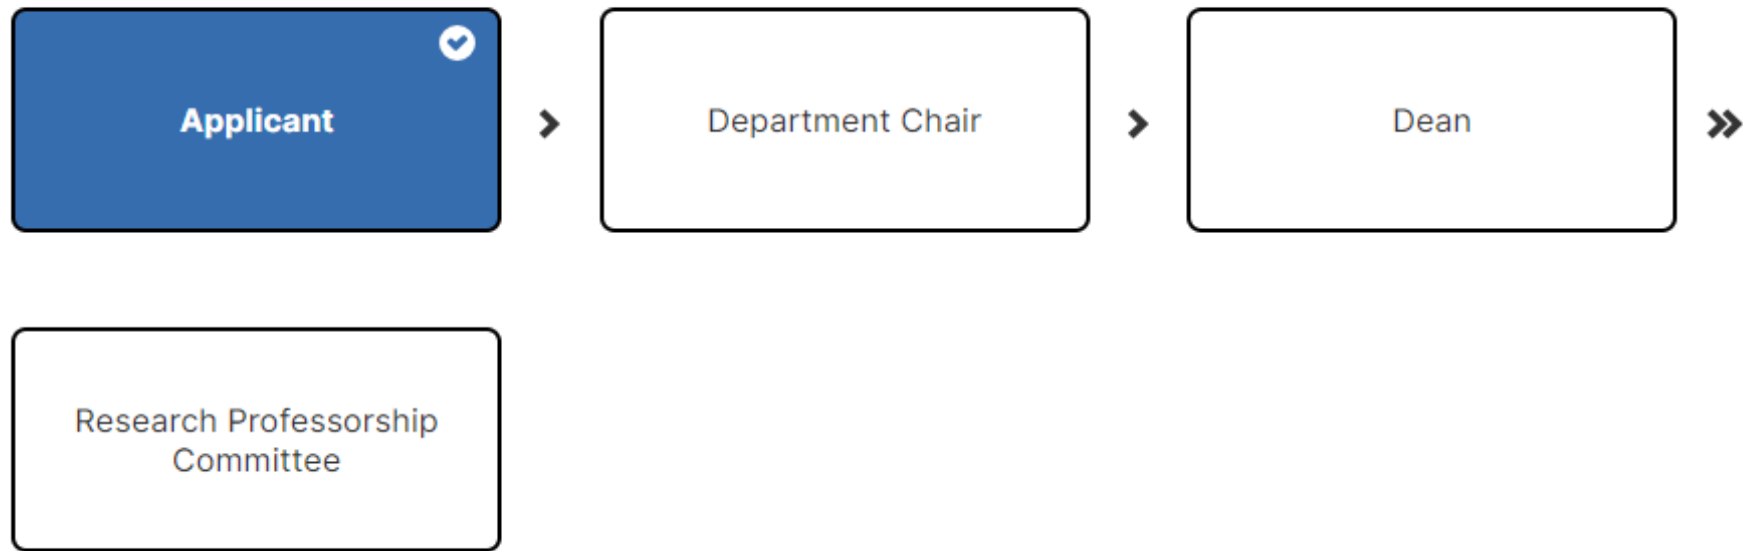 Applicant
Department Chair
Dean
Research Professorship
Committee